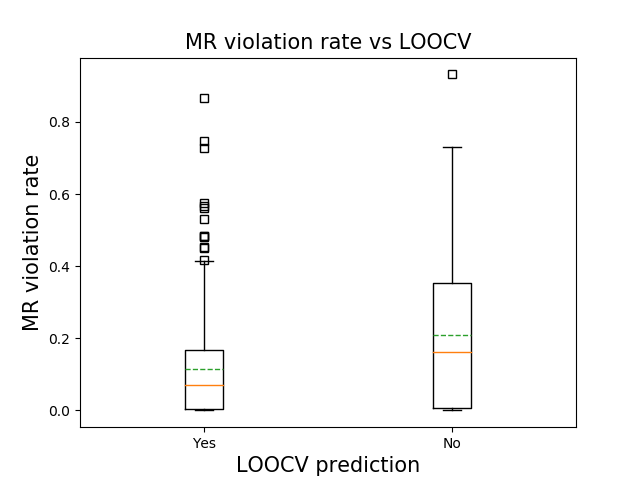 MR violation rate vs LOOCV
MR violation rate
0.8
0.6
0.4
0.2
0.0
Yes
No
LOOCV prediction